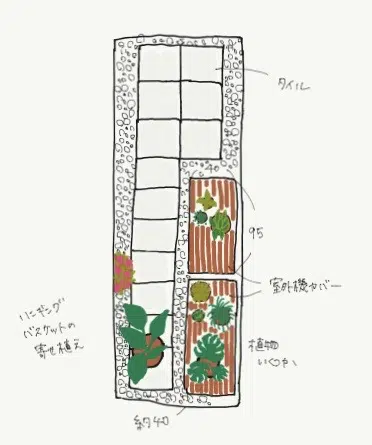 タイル
40
95
室外機カバー
ハンギング
バスケットの
寄せ植え
植物
いくつか
約40